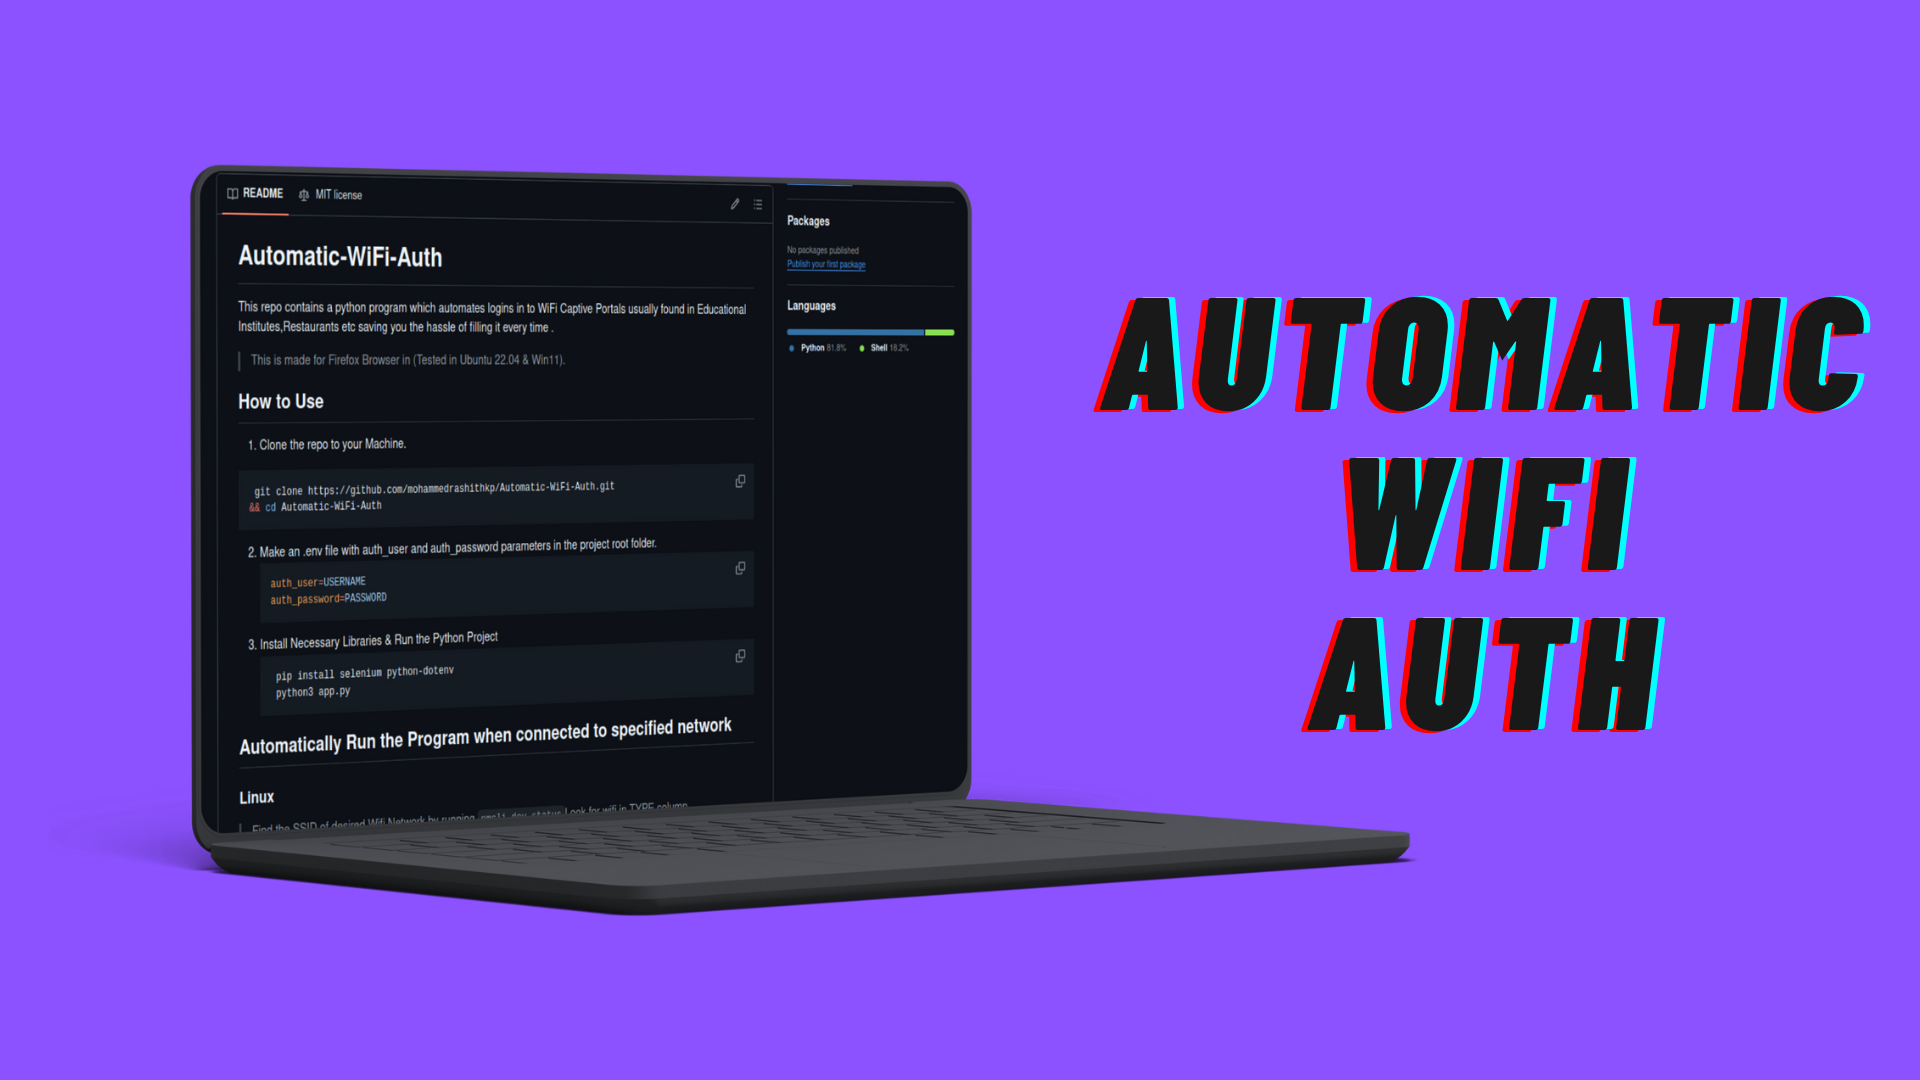 README MIT license
Automatic-WiFi-Auth
This repo contains a python program which automates logins in to WiFi Captive Portals usually found in Educational
Institutes,Restaurants etc saving you the hassle of filling it every time .
This is made for Firefox Browser in (Tested in Ubuntu 22.04 & Win11).
How to Use
1. Clone the repo to your Machine.
git clone https://github.com/mohammedrashithkp/Automatic-WiFi-Auth.git
&& cd Automatic-WiFi-Auth
2. Make an .env file with auth_user and auth_password parameters in the project root folder.
auth_user=USERNAME
auth_password=PASSWORD
3. Install Necessary Libraries & Run the Python Project
pip install selenium python-dotenv
python3 app.py
Automatically Run the Program when connected to specified network
Linux
Find the SSID of desired Wifi Network by running nmcli dev status Look for wifi in TYPE column
Packages
No packages published
Publish your first package
Languages
Python 81.8% Shell 18.2%
AUTOMATIC
WIFI
AUTH